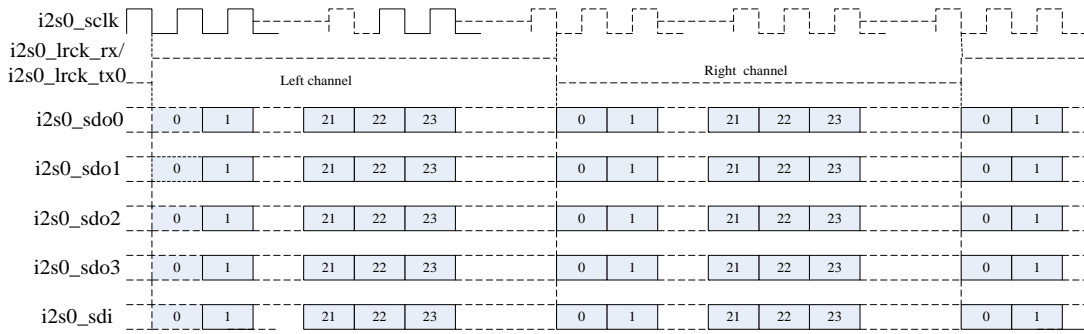 i2s0_sclk
i2s0_lrck_rx/
i2s0_lrck_tx0
Left channel
Right channel
i2s0_sdo0 0 1 21 22 23 0 1 21 22 23 0 1
i2s0_sdo1 0 1 21 22 23 0 1 21 22 23 0 1
i2s0_sdo2 0 1 21 22 23 0 1 21 22 23 0 1
i2s0_sdo3 0 1 21 22 23 0 1 21 22 23 0 1
i2s0_sdi 0 1 21 22 23 0 1 21 22 23 0 1